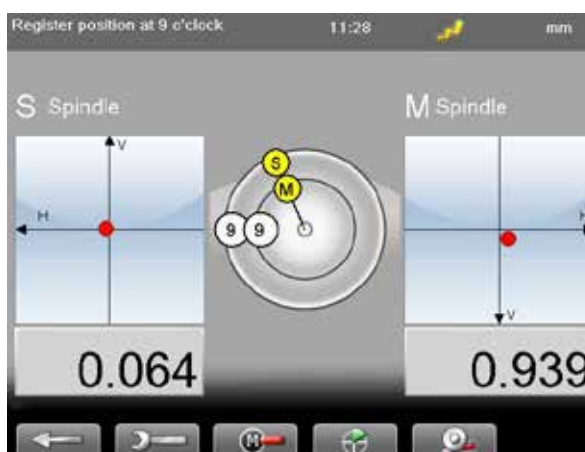 Register position at 9 o'clock 11:28 mm
S Spindle M Spindle
V
S
M
H H
9 9
V
0.064 0.939
M